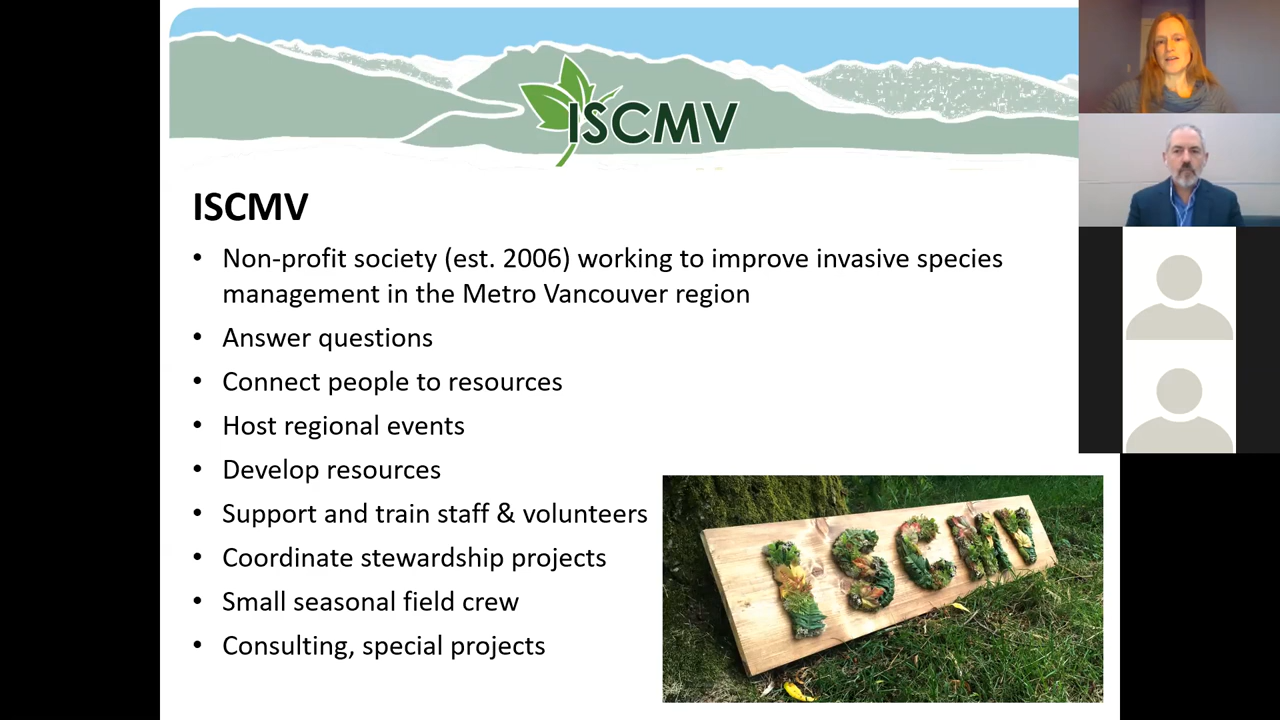 ISCMV
ISCMV
• Non-profit society (est. 2006) working to improve invasive species
management in the Metro Vancouver region
• Answer questions
• Connect people to resources
• Host regional events
• Develop resources
• Support and train staff & volunteers
• Coordinate stewardship projects
• Small seasonal field crew
• Consulting, special projects
ISCMV